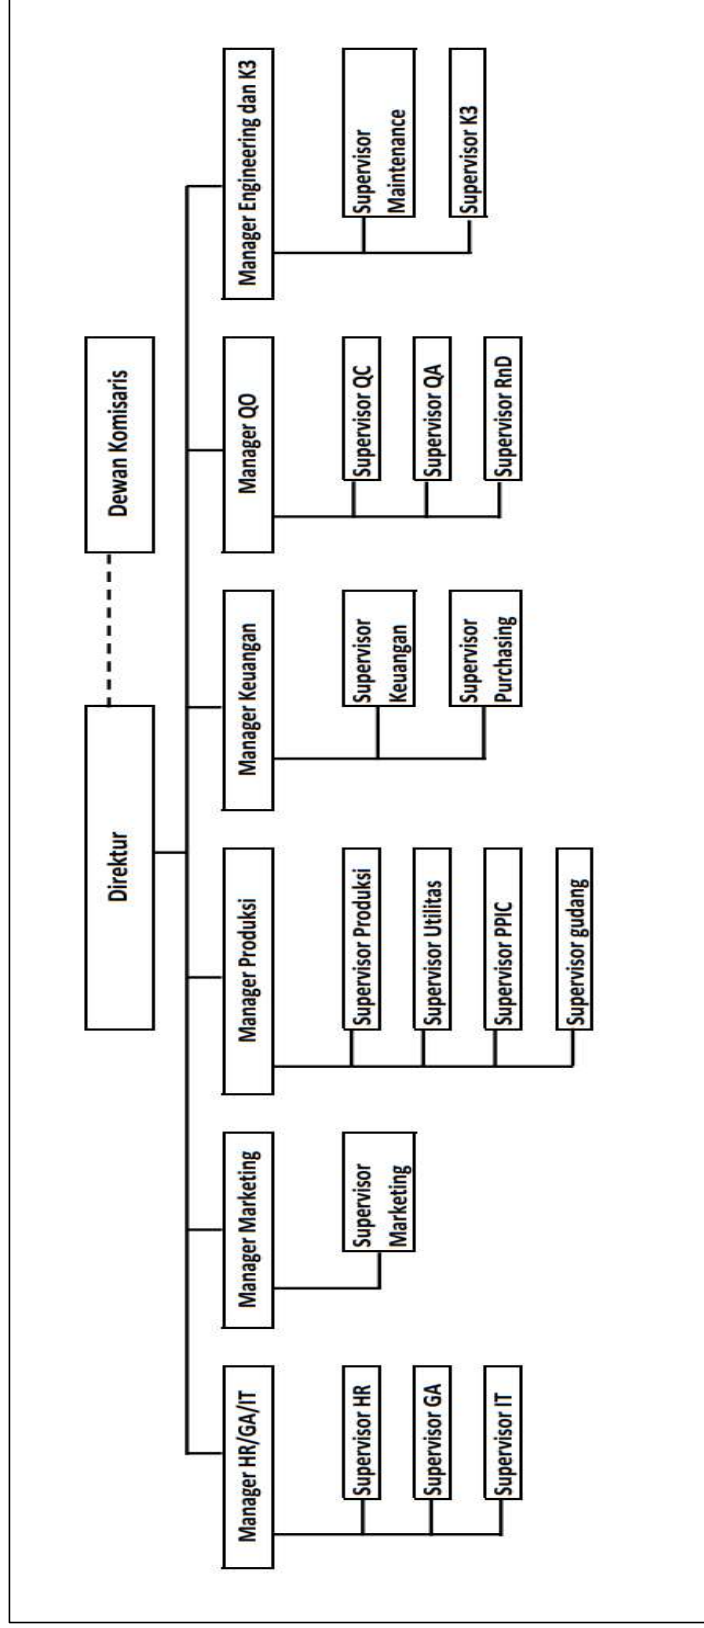 Direktur
Dewan Komisaris
Manager HR/GA/IT
Manager Marketing
Manager Produksi
Manager Keuangan
Manager QO
Manager Engineering dan K3
Supervisor HR
Supervisor GA
Supervisor IT
Supervisor
Marketing
Supervisor Produksi
Supervisor Utilitas
Supervisor PPIC
Supervisor gudang
Supervisor
Keuangan
Supervisor
Purchasing
Supervisor QC
Supervisor QA
Supervisor RnD
Supervisor
Maintenance
Supervisor K3